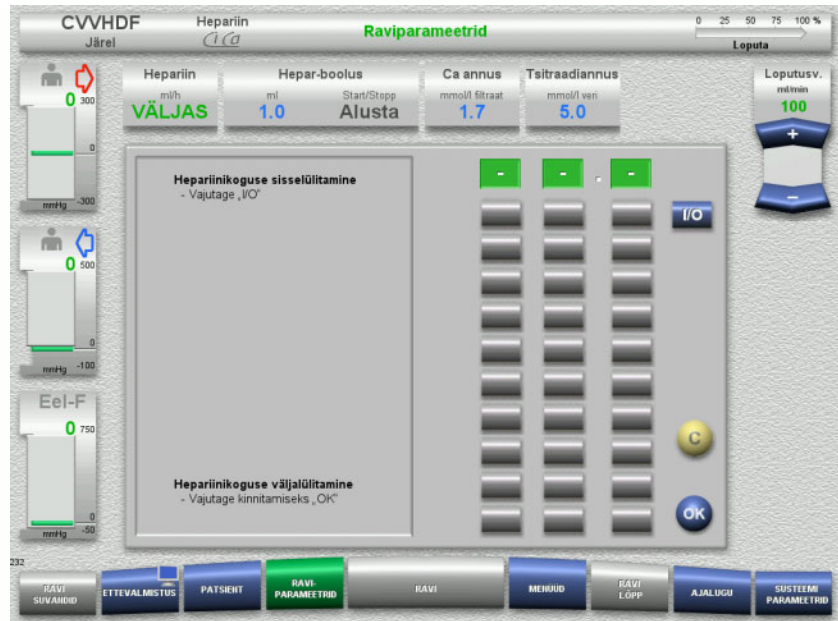 CVVHDF
Järel
Hepariin
Ci Ca
Raviparameetrid
0 25 50 75 100 %
Loputa
0 300
0
mmHg -300
0 500
0
mmHg -100
Eel-F
0 750
0
mmHg -50
Hepariin
ml/h
VÄLJAS
Hepar-boolus
ml Start/Stopp
1.0 Alusta
Ca annus
mmol/l filtraat
1.7
Tsitraadiannus
mmol/l veri
5.0
Loputusv.
ml/min
100
+
–
Hepariinikoguse sisselülitamine
- Vajutage „I/O"
Hepariinikoguse väljalülitamine
- Vajutage kinnitamiseks „OK"
- - . -
I/O
C
OK
232
RAVI
SUVANDID
ETTEVALMISTUS
PATSIENT
RAVI-
PARAMEETRID
RAVI
MENÜÜD
RAVI
LÕPP
AJALUGU
SÜSTEEMI
PARAMEETRID